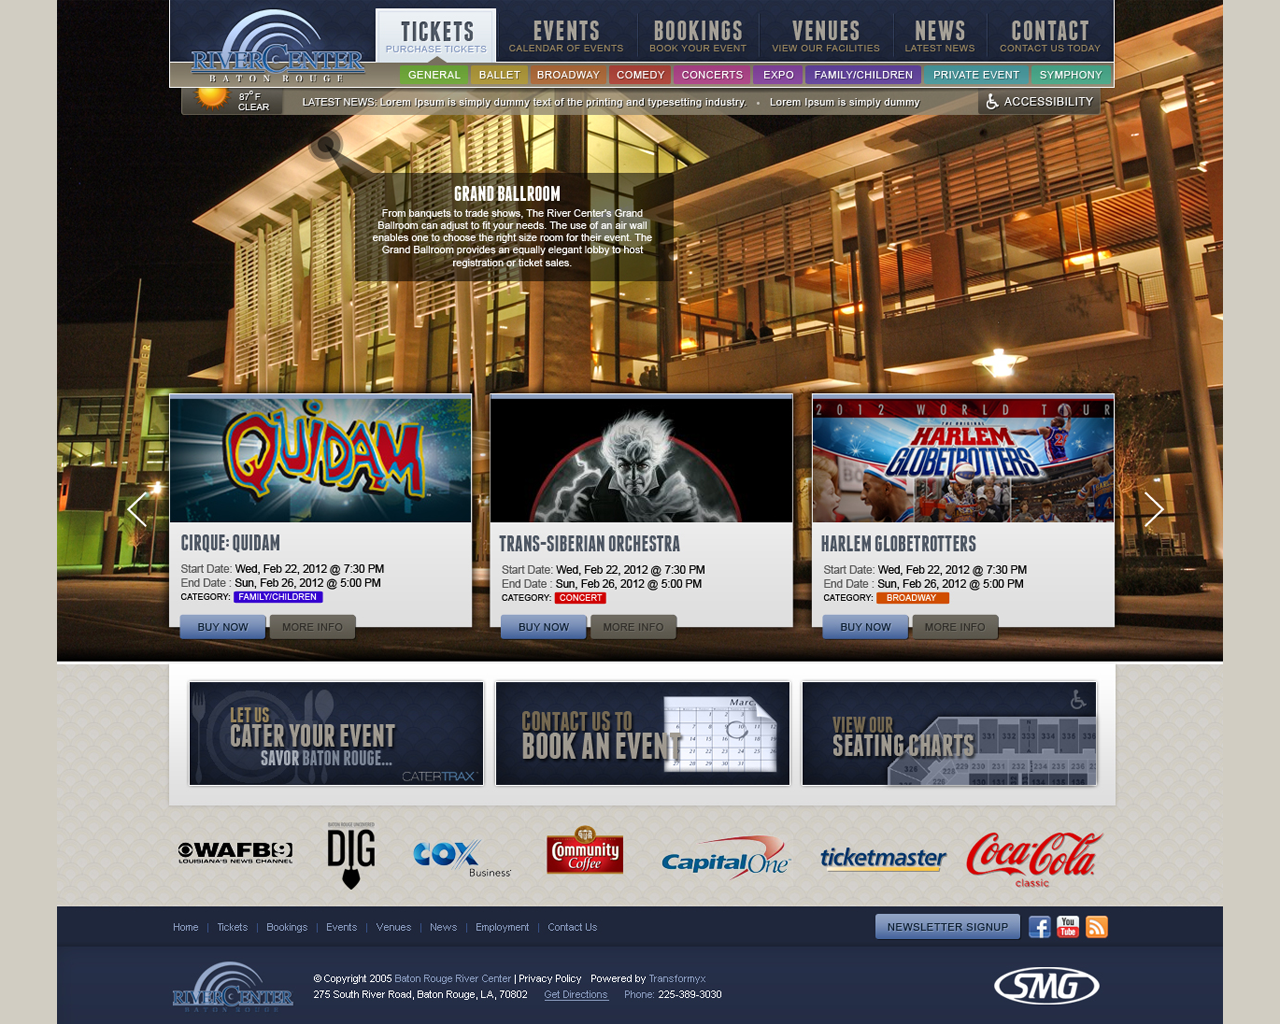 RIVERCENTER
BATON ROUGE
TICKETS
PURCHASE TICKETS
EVENTS
CALENDAR OF EVENTS
BOOKINGS
BOOK YOUR EVENT
VENUES
VIEW OUR FACILITIES
NEWS
LATEST NEWS
CONTACT
CONTACT US TODAY
GENERAL
BALLET
BROADWAY
COMEDY
CONCERTS
EXPO
FAMILY/CHILDREN
PRIVATE EVENT
SYMPHONY
87° F
CLEAR
LATEST NEWS: Lorem Ipsum is simply dummy text of the printing and typesetting industry. • Lorem Ipsum is simply dummy
ACCESSIBILITY
GRAND BALLROOM
From banquets to trade shows, The River Center's Grand
Ballroom can adjust to fit your needs. The use of an air wall
enables one to choose the right size room for their event. The
Grand Ballroom provides an equally elegant lobby to host
registration or ticket sales.
CENTER
QUIDAM
CIRQUE: QUIDAM
Start Date: Wed, Feb 22, 2012 @ 7:30 PM
End Date : Sun, Feb 26, 2012 @ 5:00 PM
CATEGORY: FAMILY/CHILDREN
BUY NOW
MORE INFO
TRANS-SIBERIAN ORCHESTRA
Start Date: Wed, Feb 22, 2012 @ 7:30 PM
End Date : Sun, Feb 26, 2012 @ 5:00 PM
CATEGORY: CONCERT
BUY NOW
MORE INFO
2012 WORLD TOUR
THE ORIGINAL
HARLEM
GLOBETROTTERS
HARLEM GLOBETROTTERS
Start Date: Wed, Feb 22, 2012 @ 7:30 PM
End Date : Sun, Feb 26, 2012 @ 5:00 PM
CATEGORY: BROADWAY
BUY NOW
MORE INFO
LET US
CATER YOUR EVENT
SAVOR BATON ROUGE...
CATERTRAX
CONTACT US TO
BOOK AN EVENT
Marc
VIEW OUR
SEATING CHARTS
WAFB 9
LOUISIANA'S NEWS CHANNEL
BATON ROUGE UNCOVERED
DIG
COX
Business
Community
Coffee
Capital One
ticketmaster
Coca-Cola
classic
Home | Tickets | Bookings | Events | Venues | News | Employment | Contact Us
NEWSLETTER SIGNUP
You
Tube
RIVERCENTER
BATON ROUGE
© Copyright 2005 Baton Rouge River Center | Privacy Policy Powered by Transformyx
275 South River Road, Baton Rouge, LA, 70802 Get Directions Phone: 225-389-3030
SMG